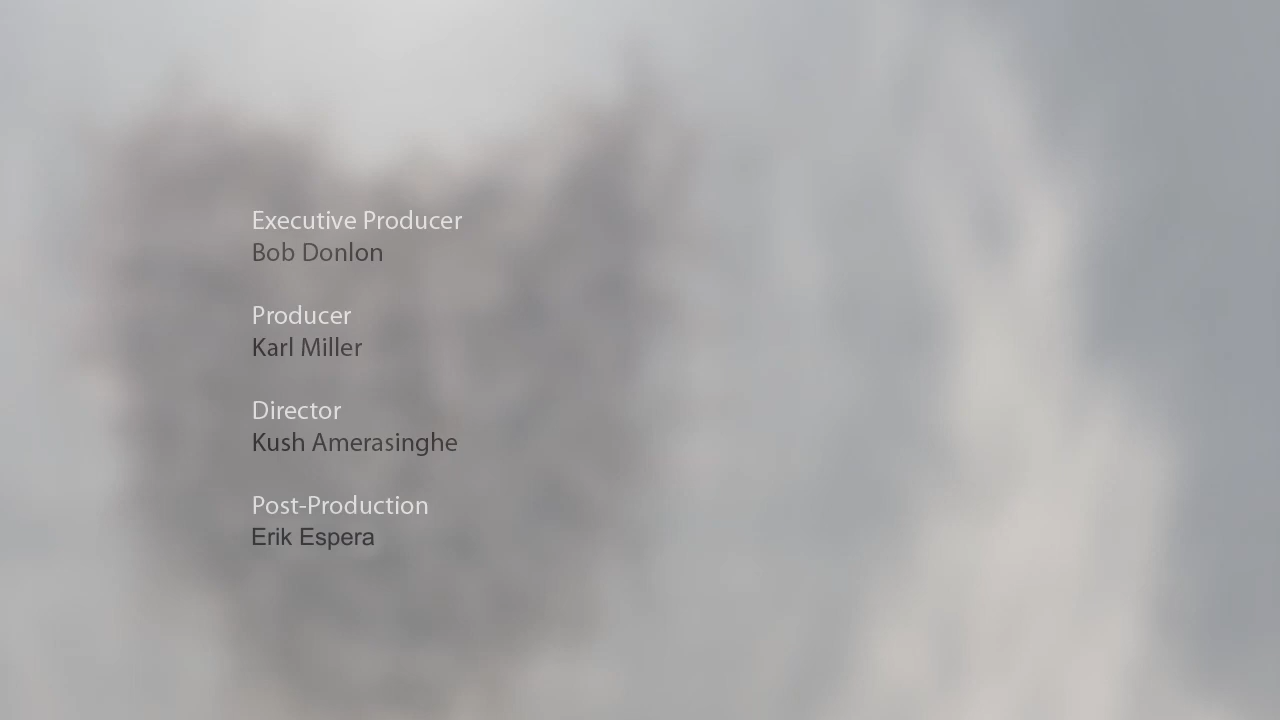 Executive Producer
Bob Donlon
Producer
Karl Miller
Director
Kush Amerasinghe
Post-Production
Erik Espera